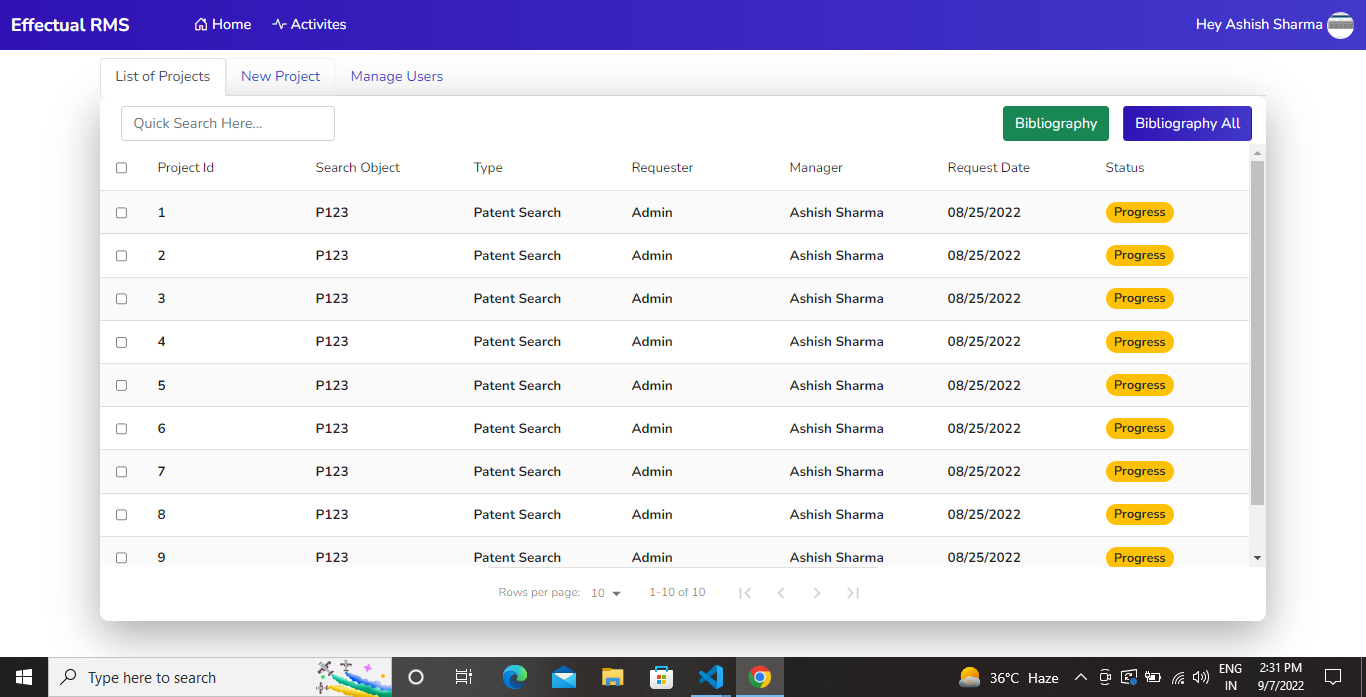 Effectual RMS Home Activites Hey Ashish Sharma
List of Projects New Project Manage Users
Quick Search Here... Bibliography Bibliography All
Project Id Search Object Type Requester Manager Request Date Status
1 P123 Patent Search Admin Ashish Sharma 08/25/2022 Progress
2 P123 Patent Search Admin Ashish Sharma 08/25/2022 Progress
3 P123 Patent Search Admin Ashish Sharma 08/25/2022 Progress
4 P123 Patent Search Admin Ashish Sharma 08/25/2022 Progress
5 P123 Patent Search Admin Ashish Sharma 08/25/2022 Progress
6 P123 Patent Search Admin Ashish Sharma 08/25/2022 Progress
7 P123 Patent Search Admin Ashish Sharma 08/25/2022 Progress
8 P123 Patent Search Admin Ashish Sharma 08/25/2022 Progress
9 P123 Patent Search Admin Ashish Sharma 08/25/2022 Progress
Rows per page: 10 1-10 of 10
Type here to search 36°C Haze ENG 2:31 PM
IN 9/7/2022